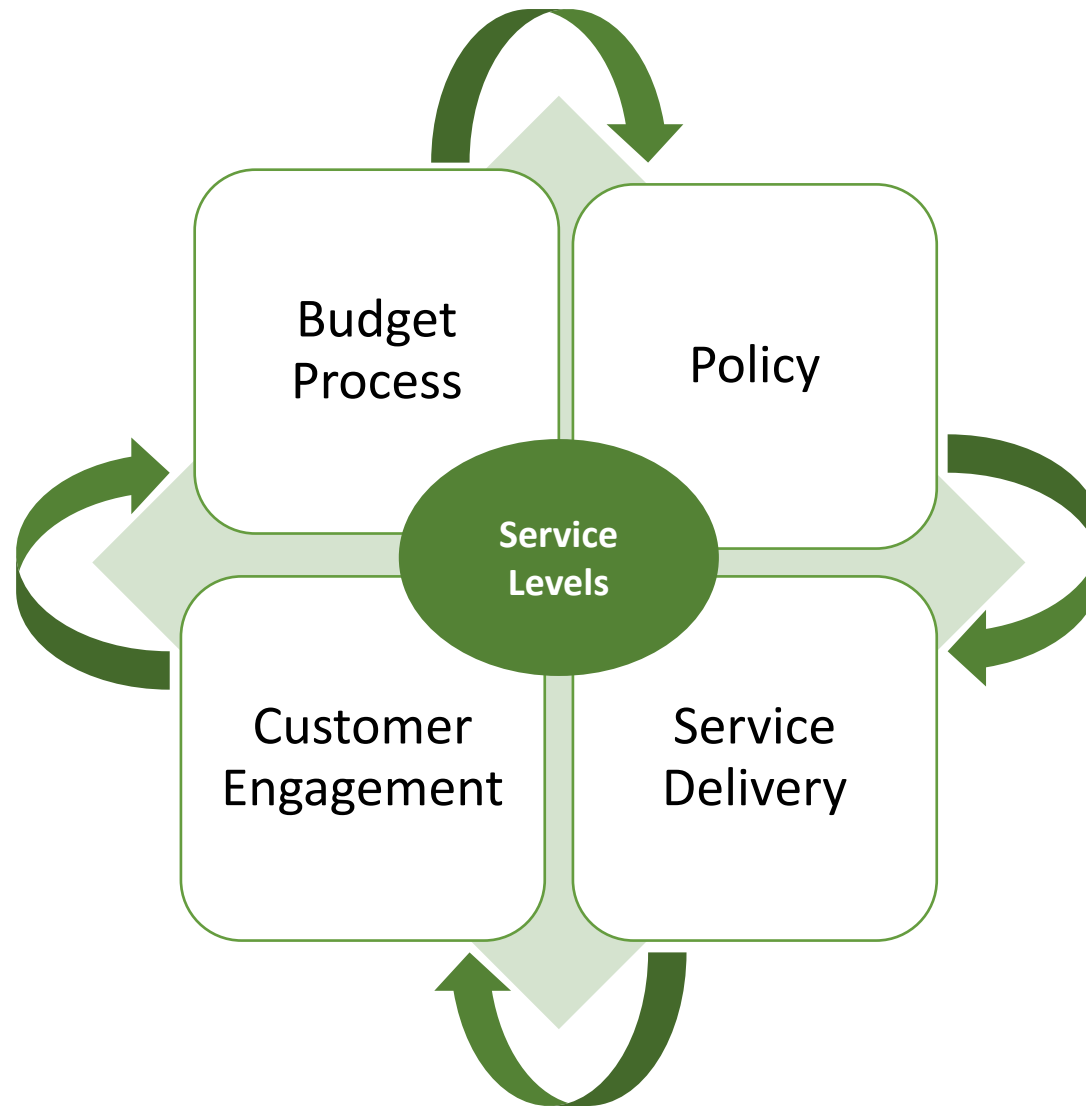 Budget
Process
Policy
Service
Levels
Customer
Engagement
Service
Delivery